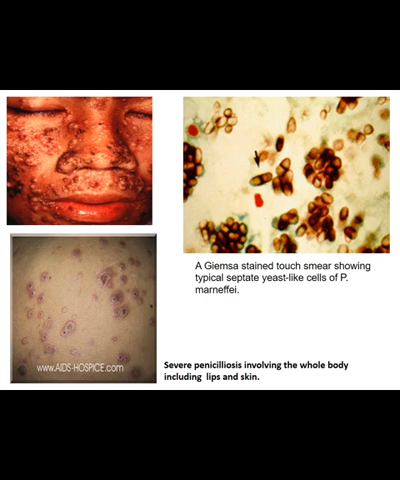 A Giemsa stained touch smear showing
typical septate yeast-like cells of P.
marneffei.
www.AIDS-HOSPICE.com
Severe penicilliosis involving the whole body
including lips and skin.